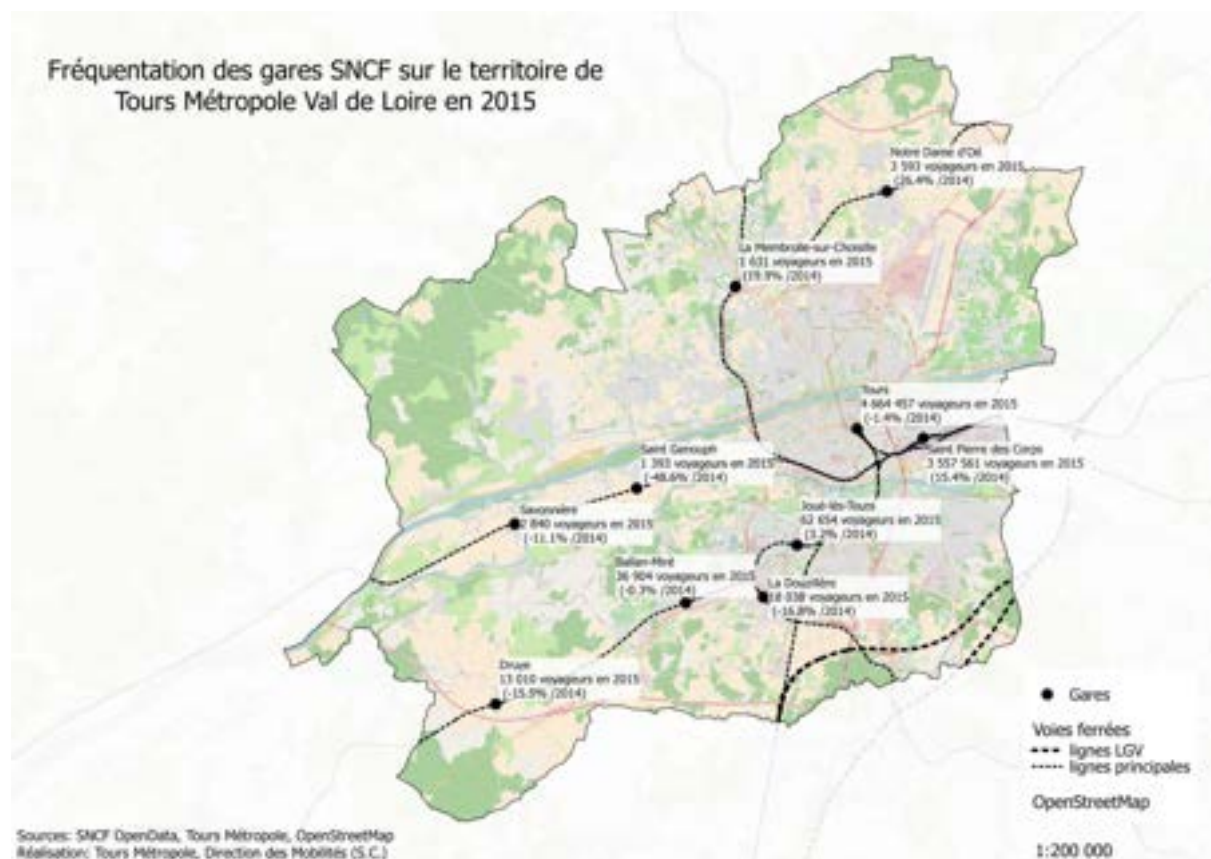 Fréquentation des gares SNCF sur le territoire de
Tours Métropole Val de Loire en 2015
Notre Dame d'Oé
3 593 voyageurs en 2015
(26.4% /2014)
La Membrolle-sur-Choisille
1 631 voyageurs en 2015
(19.9% /2014)
Tours
4 664 457 voyageurs en 2015
(-1.4% /2014)
Saint Pierre des Corps
3 557 561 voyageurs en 2015
(15.4% /2014)
Saint Genouph
1 393 voyageurs en 2015
(-48.6% /2014)
Savonnière
2 840 voyageurs en 2015
(-11.1% /2014)
Joué-lès-Tours
62 654 voyageurs en 2015
(3.2% /2014)
Ballan-Miré
36 904 voyageurs en 2015
(-0.3% /2014)
La Douzillère
18 038 voyageurs en 2015
(-16.8% /2014)
Druye
13 010 voyageurs en 2015
(-15.9% /2014)
Gares
Voies ferrées
lignes LGV
lignes principales
OpenStreetMap
1:200 000
Sources: SNCF OpenData, Tours Métropole, OpenStreetMap
Réalisation: Tours Métropole, Direction des Mobilités (S.C.)